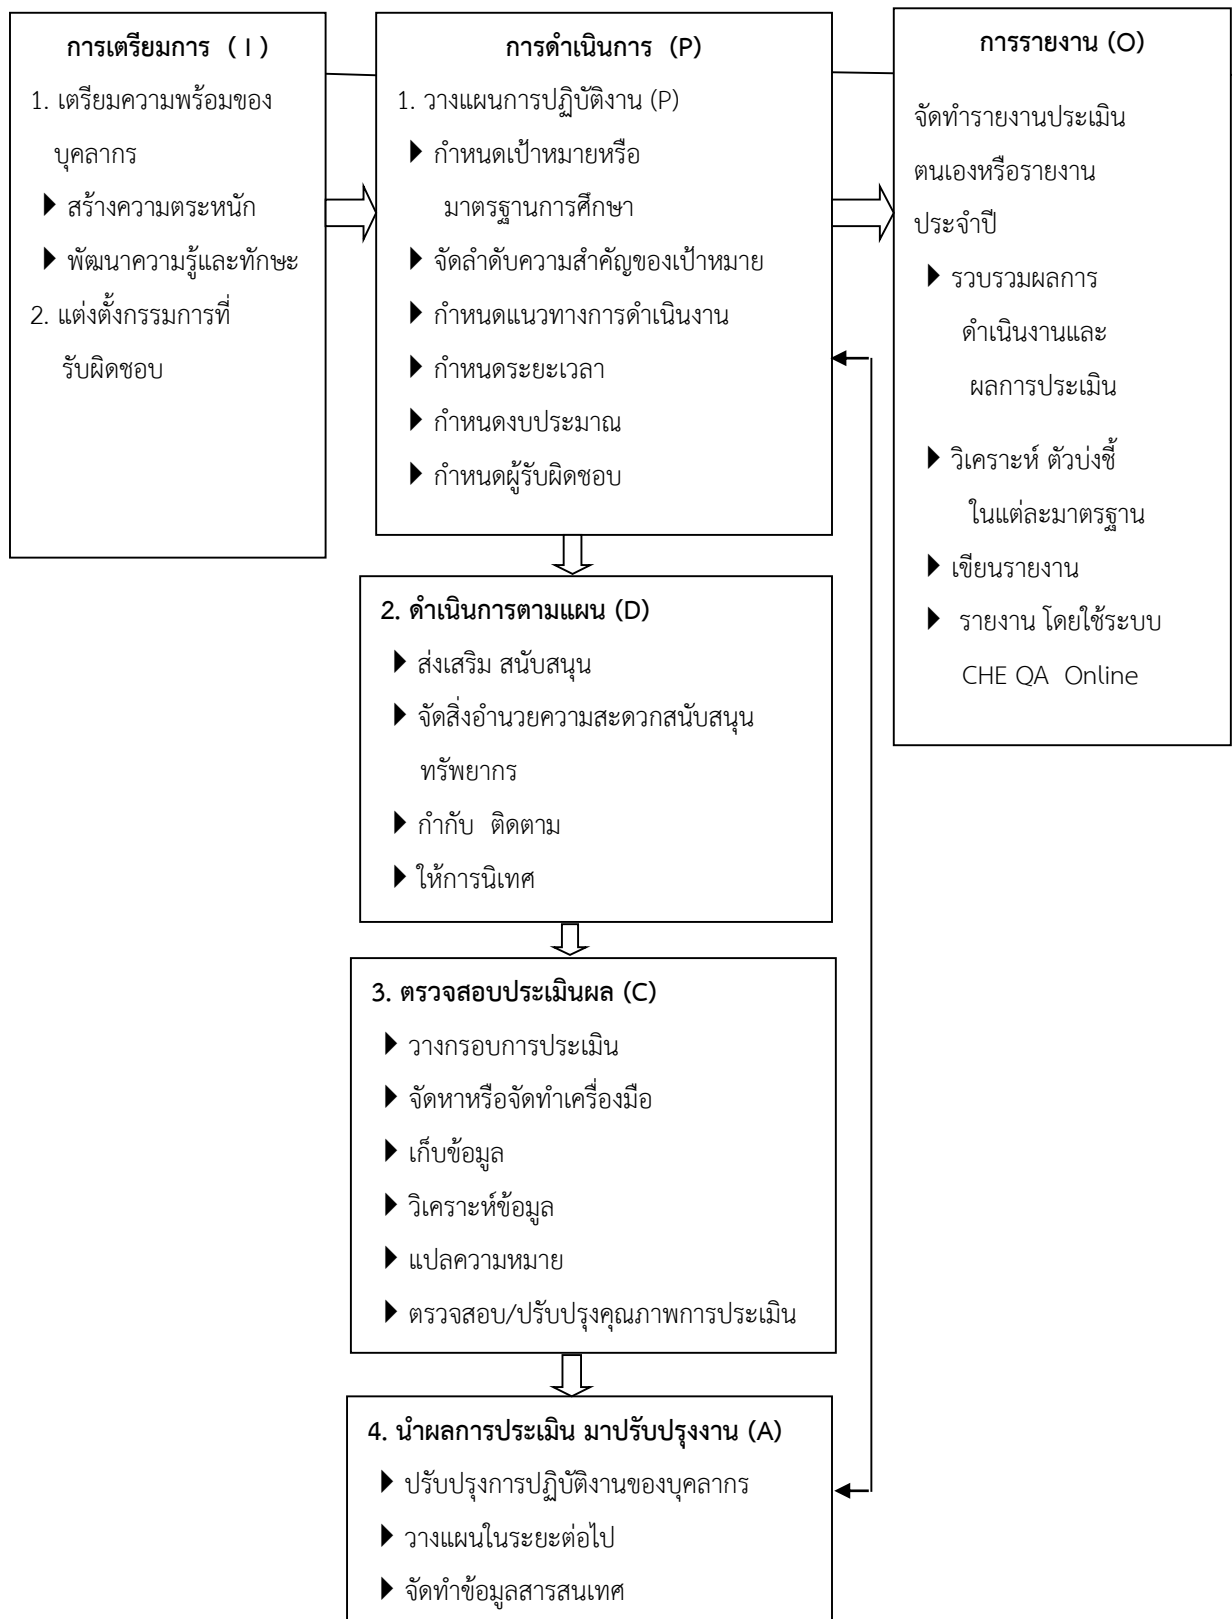 การเตรียมการ ( I )
1. เตรียมความพร้อมของ
บุคลากร
สร้างความตระหนัก
พัฒนาความรู้และทักษะ
2. แต่งตั้งกรรมการที่
รับผิดชอบ
การดำเนินการ (P)
1. วางแผนการปฏิบัติงาน (P)
กำหนดเป้าหมายหรือ
มาตรฐานการศึกษา
จัดลำดับความสำคัญของเป้าหมาย
กำหนดแนวทางการดำเนินงาน
กำหนดระยะเวลา
กำหนดงบประมาณ
กำหนดผู้รับผิดชอบ
2. ดำเนินการตามแผน (D)
ส่งเสริม สนับสนุน
จัดสิ่งอำนวยความสะดวกสนับสนุน
ทรัพยากร
กำกับ ติดตาม
ให้การนิเทศ
3. ตรวจสอบประเมินผล (C)
วางกรอบการประเมิน
จัดหาหรือจัดทำเครื่องมือ
เก็บข้อมูล
วิเคราะห์ข้อมูล
แปลความหมาย
ตรวจสอบ/ปรับปรุงคุณภาพการประเมิน
4. นำผลการประเมิน มาปรับปรุงงาน (A)
ปรับปรุงการปฏิบัติงานของบุคลากร
วางแผนในระยะต่อไป
จัดทำข้อมูลสารสนเทศ
การรายงาน (O)
จัดทำรายงานประเมิน
ตนเองหรือรายงาน
ประจำปี
รวบรวมผลการ
ดำเนินงานและ
ผลการประเมิน
วิเคราะห์ ตัวบ่งชี้
ในแต่ละมาตรฐาน
เขียนรายงาน
รายงาน โดยใช้ระบบ
CHE QA Online